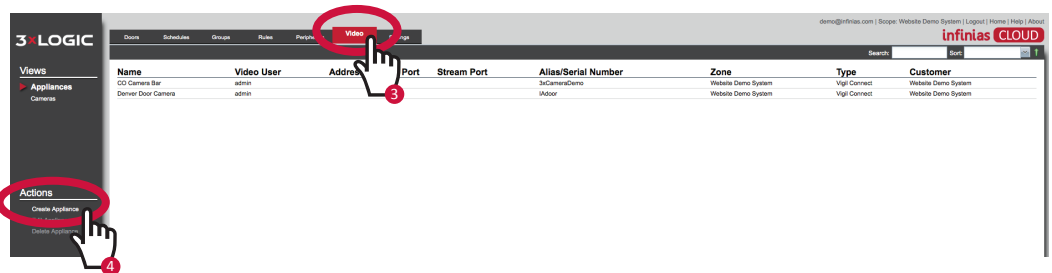 demo@infinias.com | Scope: Website Demo System | Logout | Home | Help | About
3xLOGIC
infinias CLOUD
Doors Schedules Groups Rules Video
Search: Sort:
Views
Appliances
Cameras
Name Video User Port Stream Port Alias/Serial Number Zone Type Customer
CO Camera Bar admin 3xCameraDemo Website Demo System Vigil Connect Website Demo System
Denver Door Camera admin IAdoor Website Demo System Vigil Connect Website Demo System
3
Actions
Create Appliance
Delete Appliance
4